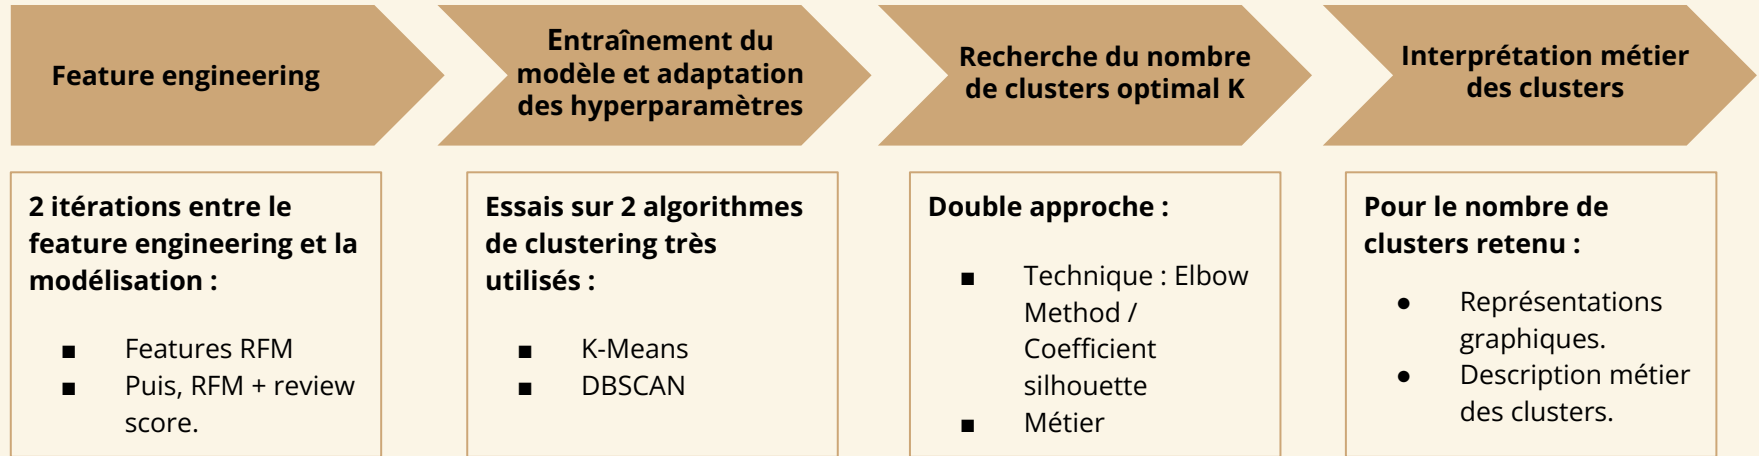 Feature engineering
Entraînement du
modèle et adaptation
des hyperparamètres
Recherche du nombre
de clusters optimal K
Interprétation métier
des clusters
2 itérations entre le
feature engineering et la
modélisation :
■ Features RFM
■ Puis, RFM + review
score.
Essais sur 2 algorithmes
de clustering très
utilisés :
■ K-Means
■ DBSCAN
Double approche :
■ Technique : Elbow
Method /
Coefficient
silhouette
■ Métier
Pour le nombre de
clusters retenu :
● Représentations
graphiques.
● Description métier
des clusters.